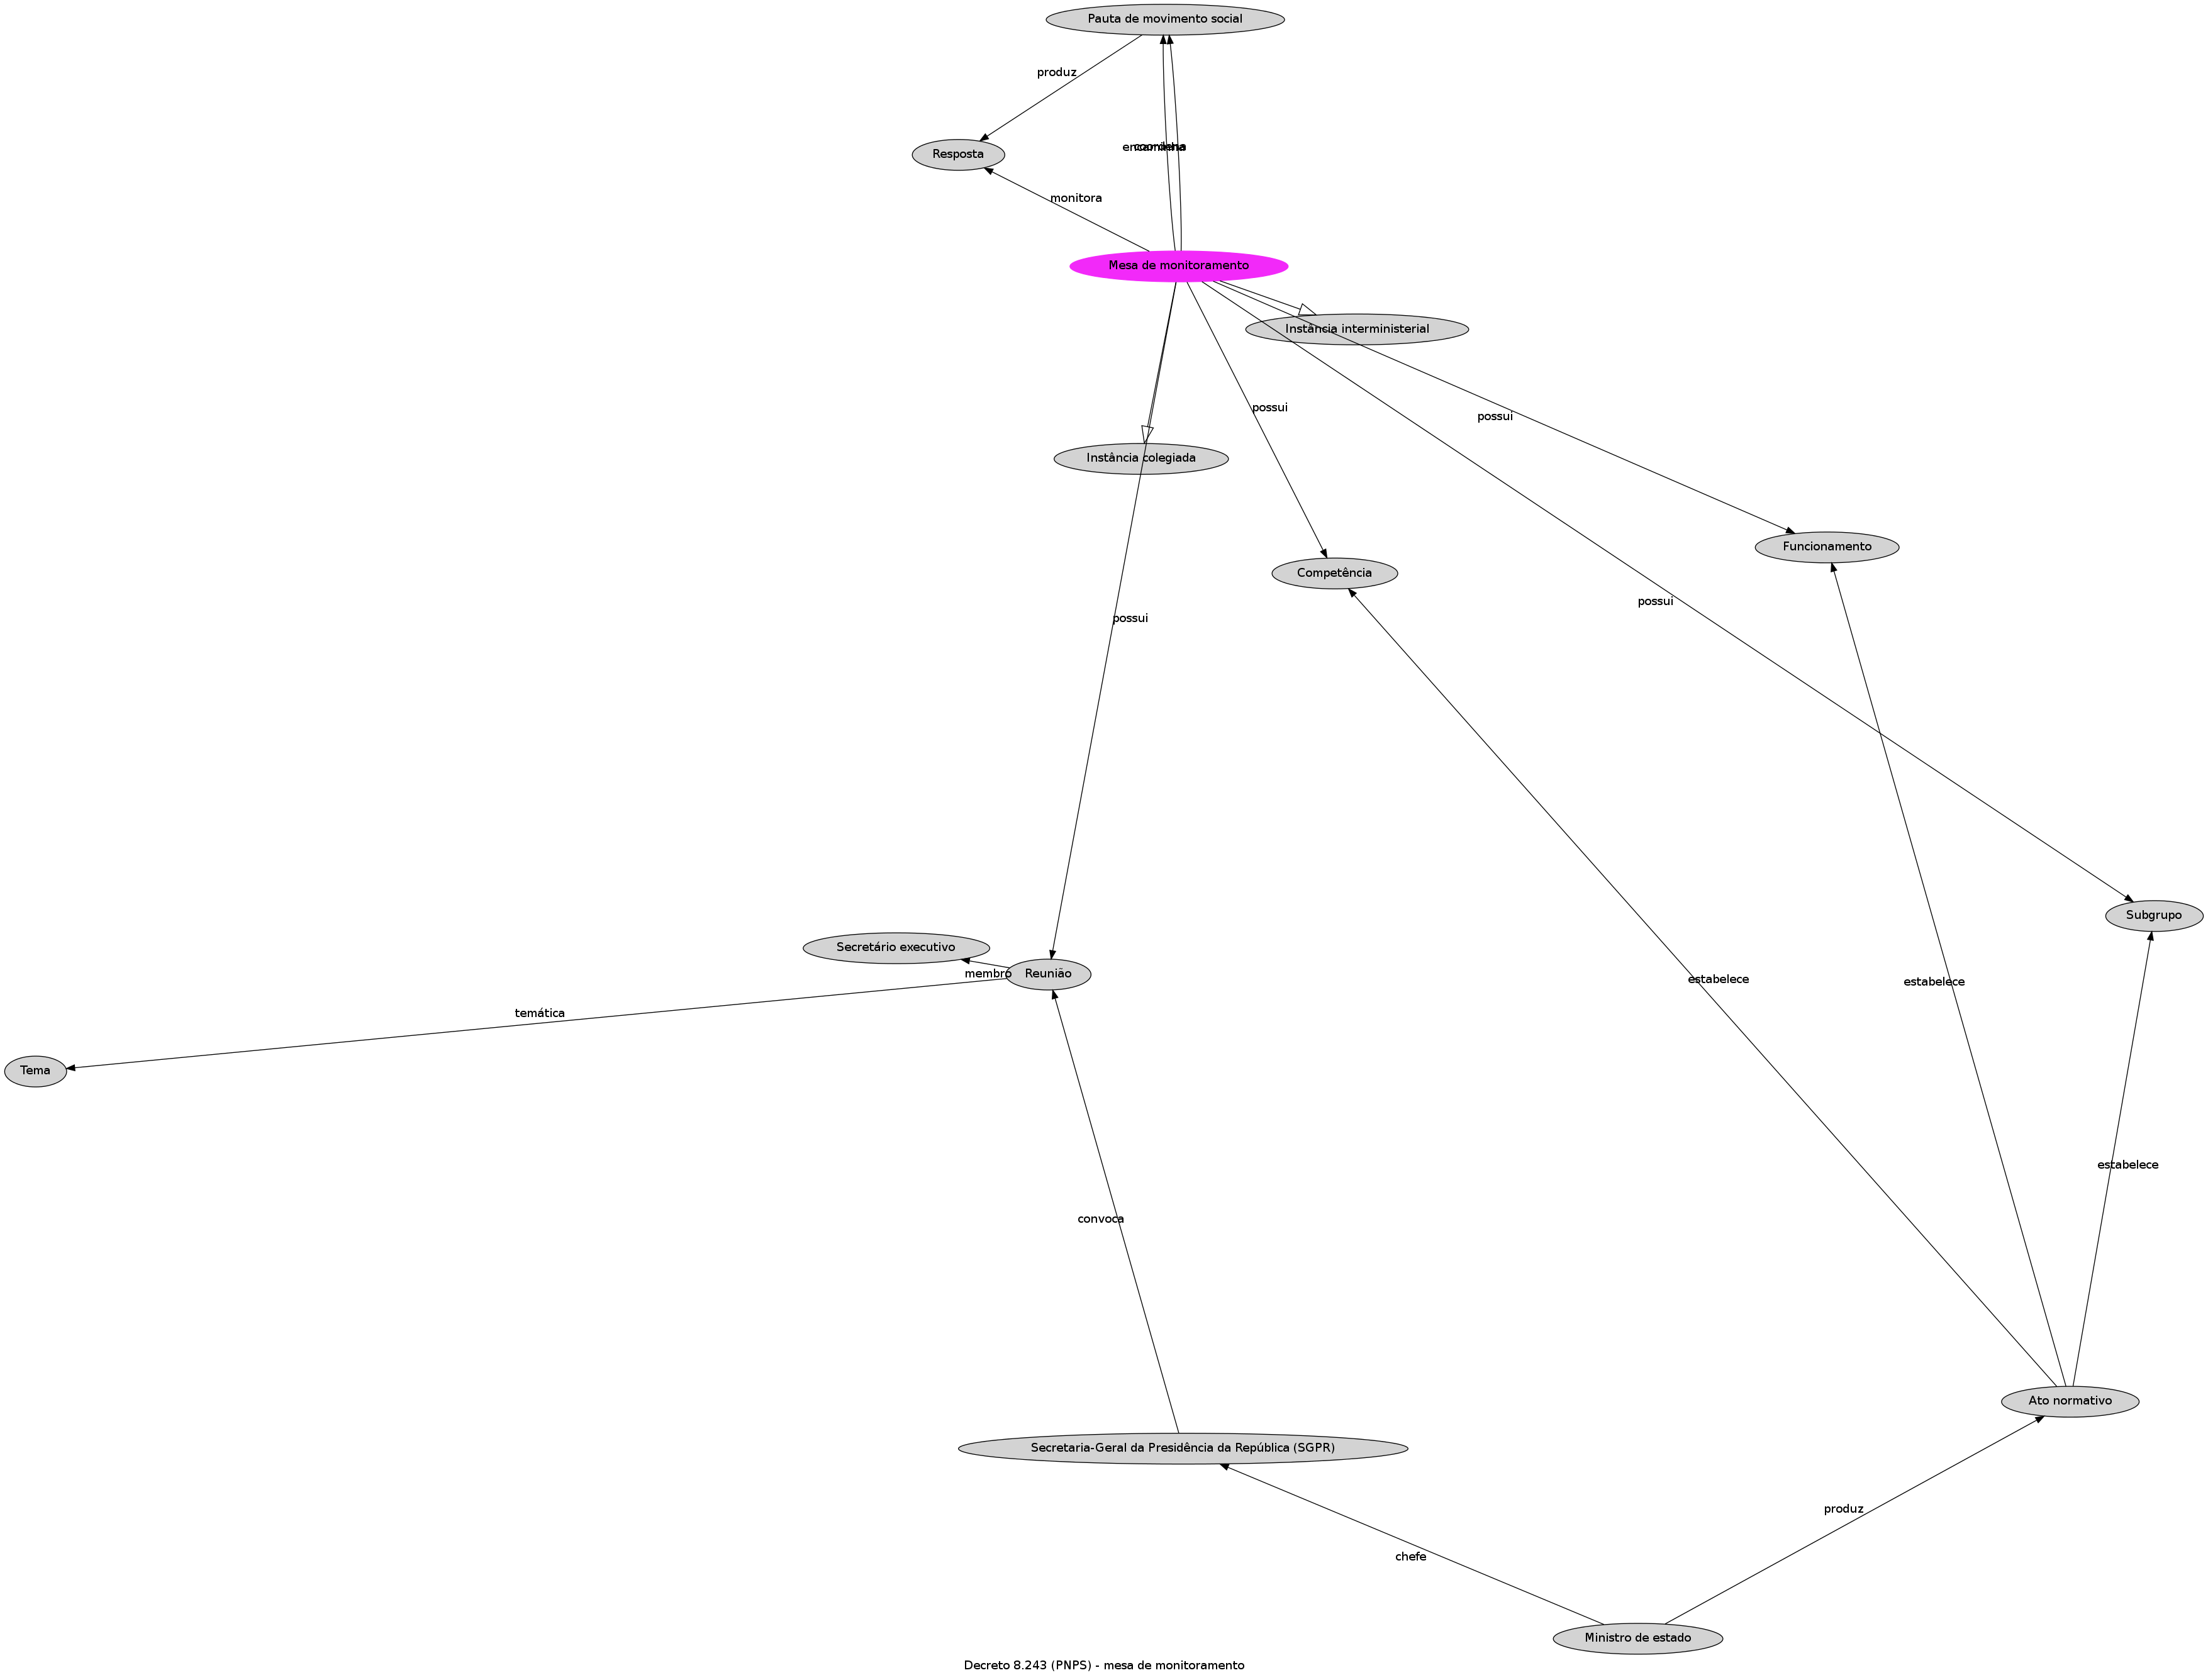 Pauta de movimento social
produz
encaminha
coordena
Resposta
monitora
Mesa de monitoramento
Instância interministerial
possui
possui
Instância colegiada
Funcionamento
Competência
possui
possui
Subgrupo
Secretário executivo
membro
Reunião
estabelece
estabelece
temática
Tema
estabelece
convoca
Ato normativo
Secretaria-Geral da Presidência da República (SGPR)
produz
chefe
Ministro de estado
Decreto 8.243 (PNPS) - mesa de monitoramento